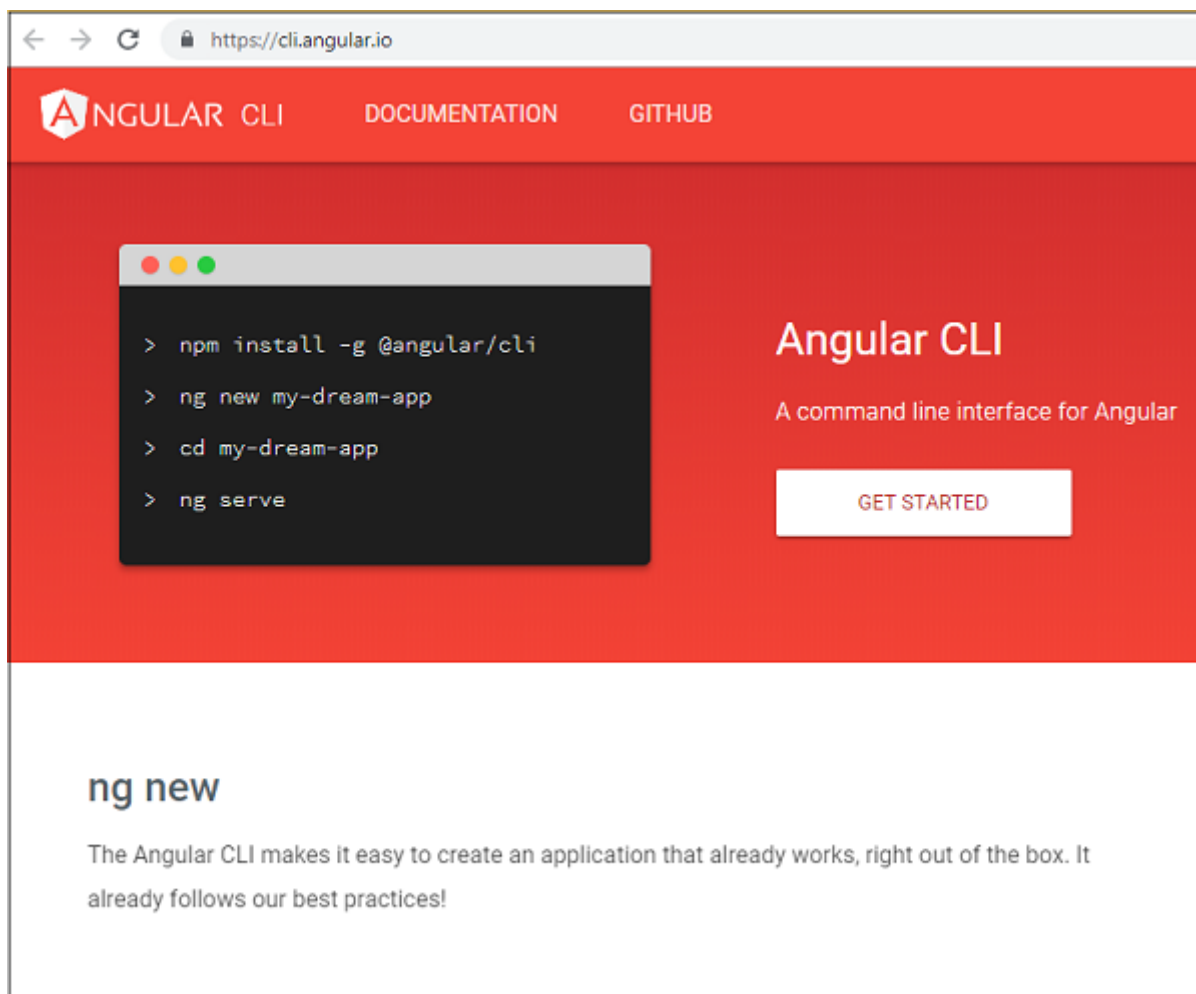 https://cli.angular.io
ANGULAR CLI DOCUMENTATION GITHUB
> npm install -g @angular/cli
> ng new my-dream-app
> cd my-dream-app
> ng serve
Angular CLI
A command line interface for Angular
GET STARTED
ng new
The Angular CLI makes it easy to create an application that already works, right out of the box. It
already follows our best practices!